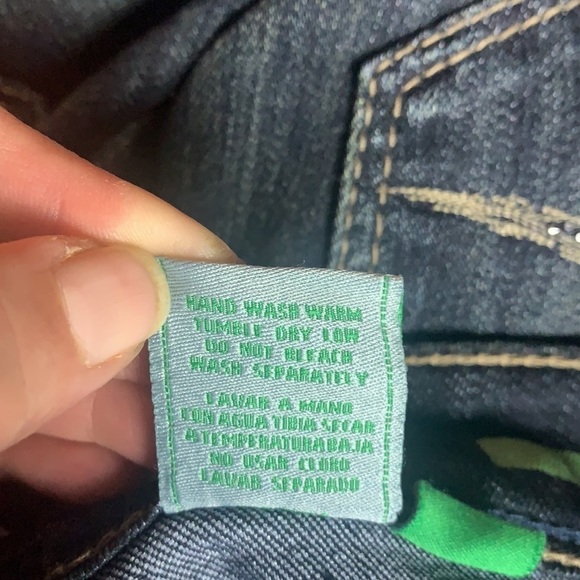 HAND WASH WARM
TUMBLE DRY LOW
DO NOT BLEACH
WASH SEPARATELY
LAVAR A MANO
CON AGUA TIBIA SECAR
A TEMPERATURA BAJA
NO USAR CLORO
LAVAR SEPARADO